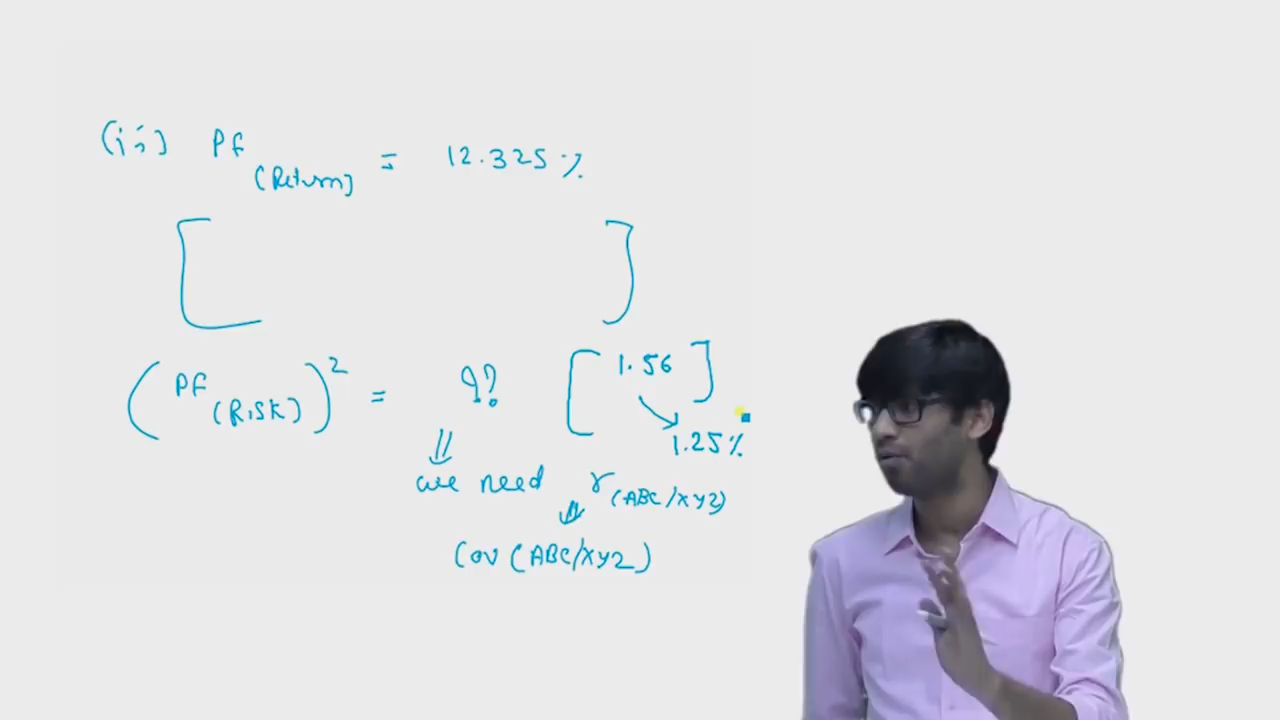 (ii) Pf (Return) = 12.325%
[ ]
(Pf (Risk))² = ?? [1.56]
1.25%
we need r (ABC/XYZ)
Cov (ABC/XYZ)